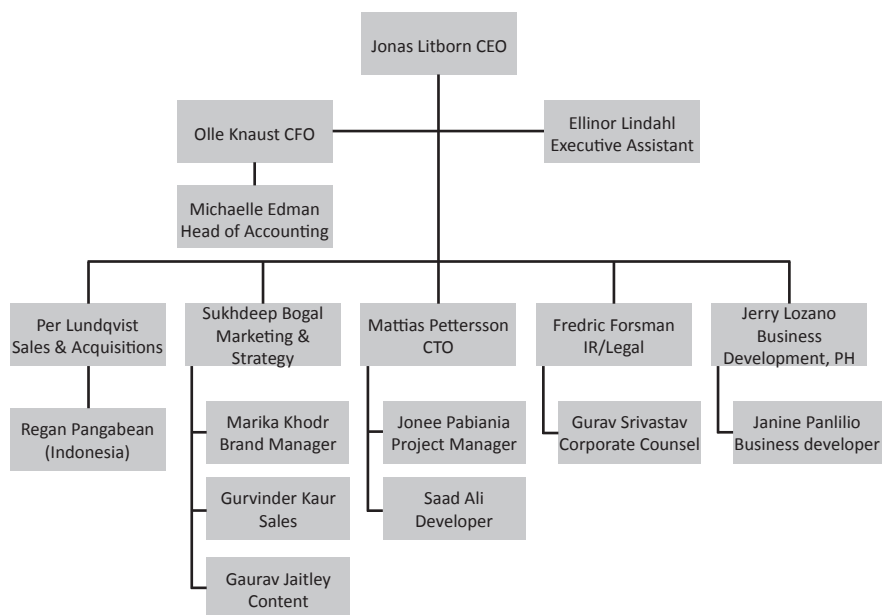 Jonas Litborn CEO
Olle Knaust CFO
Ellinor Lindahl
Executive Assistant
Michaelle Edman
Head of Accounting
Per Lundqvist
Sales & Acquisitions
Sukhdeep Bogal
Marketing &
Strategy
Mattias Pettersson
CTO
Fredric Forsman
IR/Legal
Jerry Lozano
Business
Development, PH
Regan Pangabean
(Indonesia)
Marika Khodr
Brand Manager
Jonee Pabiania
Project Manager
Gurav Srivastav
Corporate Counsel
Janine Panlilio
Business developer
Gurvinder Kaur
Sales
Saad Ali
Developer
Gaurav Jaitley
Content